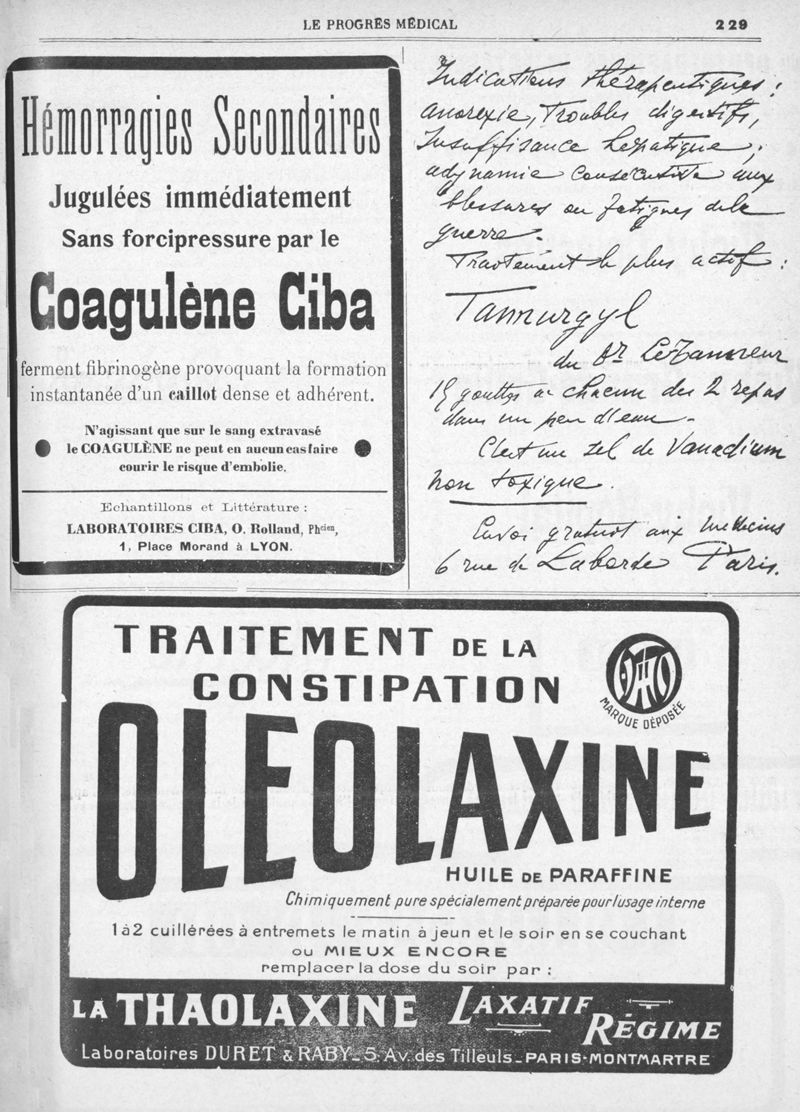 LE PROGRÈS MÉDICAL
229
Hémorragies Secondaires
Jugulées immédiatement
Sans forcipressure par le
Coagulène Ciba
ferment fibrinogène provoquant la formation
instantanée d'un caillot dense et adhérent.
N'agissant que sur le sang extravasé
le COAGULÈNE ne peut en aucun cas faire
courir le risque d'embolie.
Echantillons et Littérature :
LABORATOIRES CIBA, O. Rolland, Phcien,
1, Place Morand à LYON.
Indications thérapeutiques :
anorexie, Troubles digestifs,
Insuffisance hépatique,
adynamie consécutive aux
blessures ou fatigues de la
guerre.
Traitement le plus actif :
Tannurgyl
du Dr Le Tanneur
15 gouttes à chacun des 2 repas
dans un peu d'eau.
C'est un sel de Vanadium
non toxique.
Envoi gratuit aux médecins
6 rue de Laborde Paris.
TRAITEMENT DE LA
CONSTIPATION
MARQUE DÉPOSÉE
OLEOLAXINE
HUILE DE PARAFFINE
Chimiquement pure spécialement préparée pour l'usage interne
1 à 2 cuillérées à entremets le matin à jeun et le soir en se couchant
OU MIEUX ENCORE
remplacer la dose du soir par :
LA THAOLAXINE LAXATIF RÉGIME
Laboratoires DURET & RABY_5. Av. des Tilleuls_PARIS-MONTMARTRE